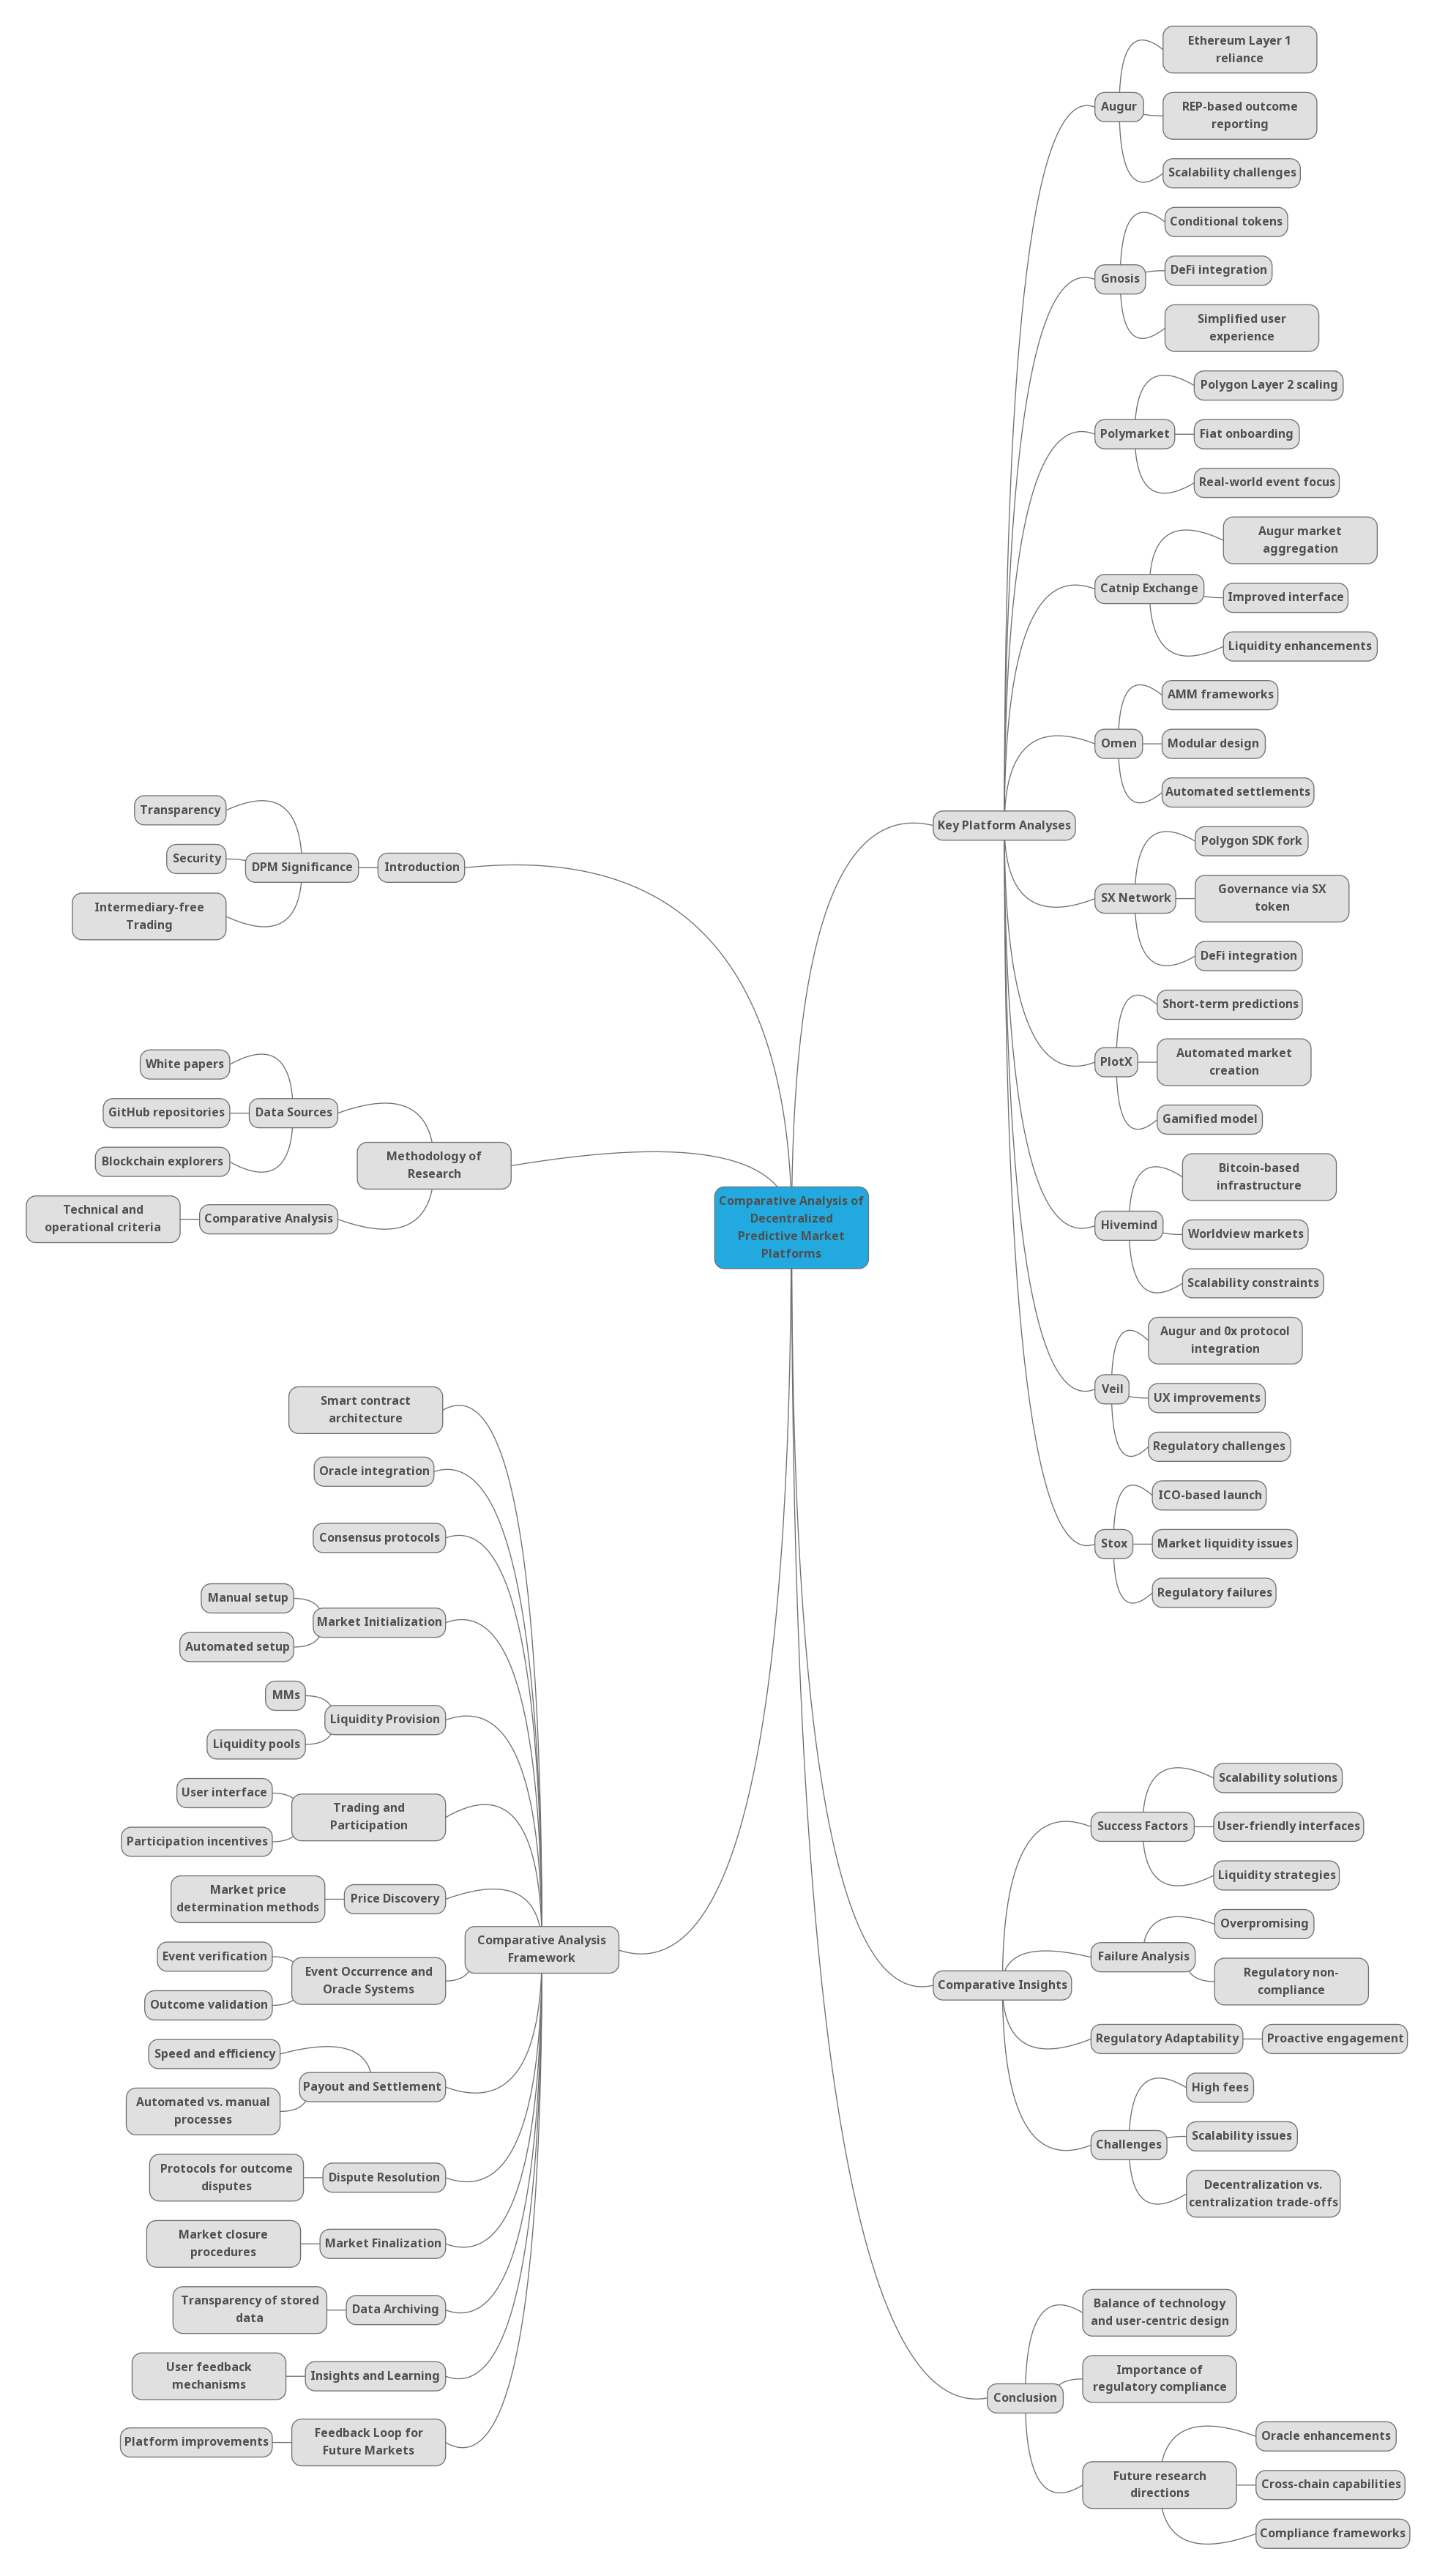 Comparative Analysis of
Decentralized
Predictive Market
Platforms
Introduction
DPM Significance
Transparency
Security
Intermediary-free
Trading
Methodology of
Research
Data Sources
White papers
GitHub repositories
Blockchain explorers
Comparative Analysis
Technical and
operational criteria
Comparative Analysis
Framework
Smart contract
architecture
Oracle integration
Consensus protocols
Market Initialization
Manual setup
Automated setup
Liquidity Provision
MMs
Liquidity pools
Trading and
Participation
User interface
Participation incentives
Price Discovery
Market price
determination methods
Event Occurrence and
Oracle Systems
Event verification
Outcome validation
Payout and Settlement
Speed and efficiency
Automated vs. manual
processes
Dispute Resolution
Protocols for outcome
disputes
Market Finalization
Market closure
procedures
Data Archiving
Transparency of stored
data
Insights and Learning
User feedback
mechanisms
Feedback Loop for
Future Markets
Platform improvements
Key Platform Analyses
Augur
Ethereum Layer 1
reliance
REP-based outcome
reporting
Scalability challenges
Gnosis
Conditional tokens
DeFi integration
Simplified user
experience
Polymarket
Polygon Layer 2 scaling
Fiat onboarding
Real-world event focus
Catnip Exchange
Augur market
aggregation
Improved interface
Liquidity enhancements
Omen
AMM frameworks
Modular design
Automated settlements
SX Network
Polygon SDK fork
Governance via SX
token
DeFi integration
PlotX
Short-term predictions
Automated market
creation
Gamified model
Hivemind
Bitcoin-based
infrastructure
Worldview markets
Scalability constraints
Veil
Augur and 0x protocol
integration
UX improvements
Regulatory challenges
Stox
ICO-based launch
Market liquidity issues
Regulatory failures
Comparative Insights
Success Factors
Scalability solutions
User-friendly interfaces
Liquidity strategies
Failure Analysis
Overpromising
Regulatory non-
compliance
Regulatory Adaptability
Proactive engagement
Challenges
High fees
Scalability issues
Decentralization vs.
centralization trade-offs
Conclusion
Balance of technology
and user-centric design
Importance of
regulatory compliance
Future research
directions
Oracle enhancements
Cross-chain capabilities
Compliance frameworks